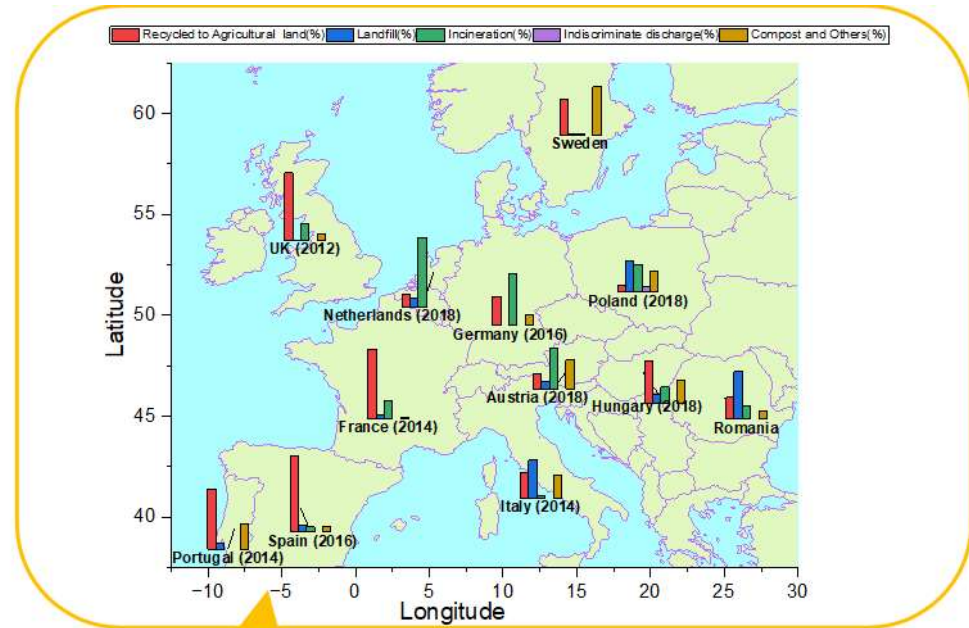 Recycled to Agricultural land(%) Landfill(%) Incineration(%) Indiscriminate discharge(%) Compost and Others(%)
60
Sweden
55
UK (2012)
Netherlands (2018)
Poland (2018)
50
Germany (2016)
Austria (2018)
Hungary (2018)
45
France (2014)
Romania
Italy (2014)
40
Spain (2016)
Portugal (2014)
Latitude
−10 −5 0 5 10 15 20 25 30
Longitude